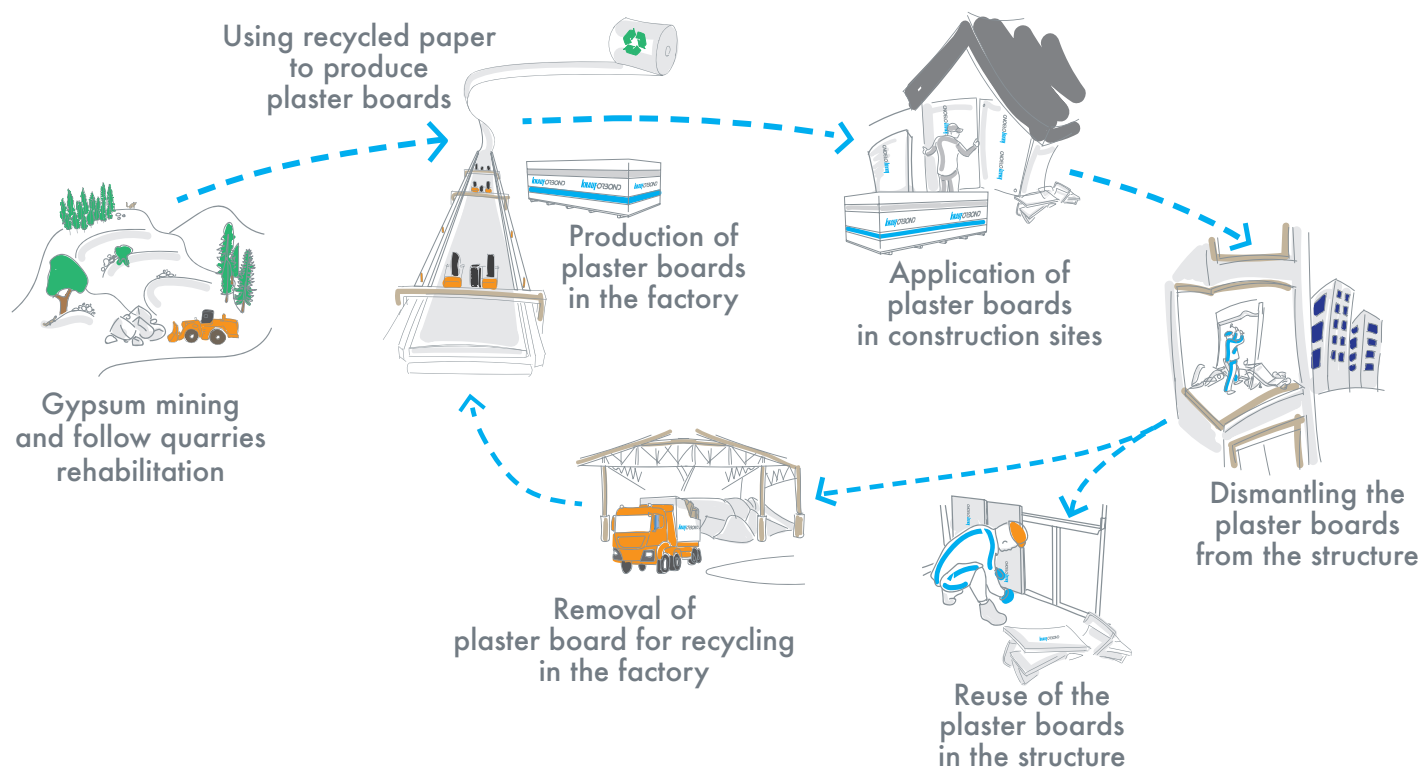 Using recycled paper
to produce
plaster boards
Production of
plaster boards
in the factory
Application of
plaster boards
in construction sites
Gypsum mining
and follow quarries
rehabilitation
Dismantling the
plaster boards
from the structure
Removal of
plaster board for recycling
in the factory
Reuse of the
plaster boards
in the structure